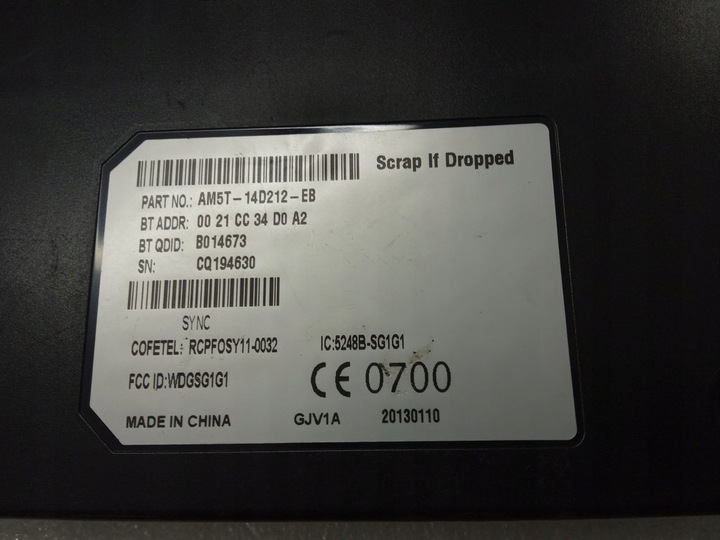 Scrap If Dropped
PART NO.: AM5T-14D212-EB
BT ADDR: 00 21 CC 34 D0 A2
BT QDID: B014673
SN: CQ194630
SYNC
COFETEL: RCPFOSY11-0032 IC:5248B-SG1G1
FCC ID:WDGSG1G1 CE 0700
MADE IN CHINA GJV1A 20130110